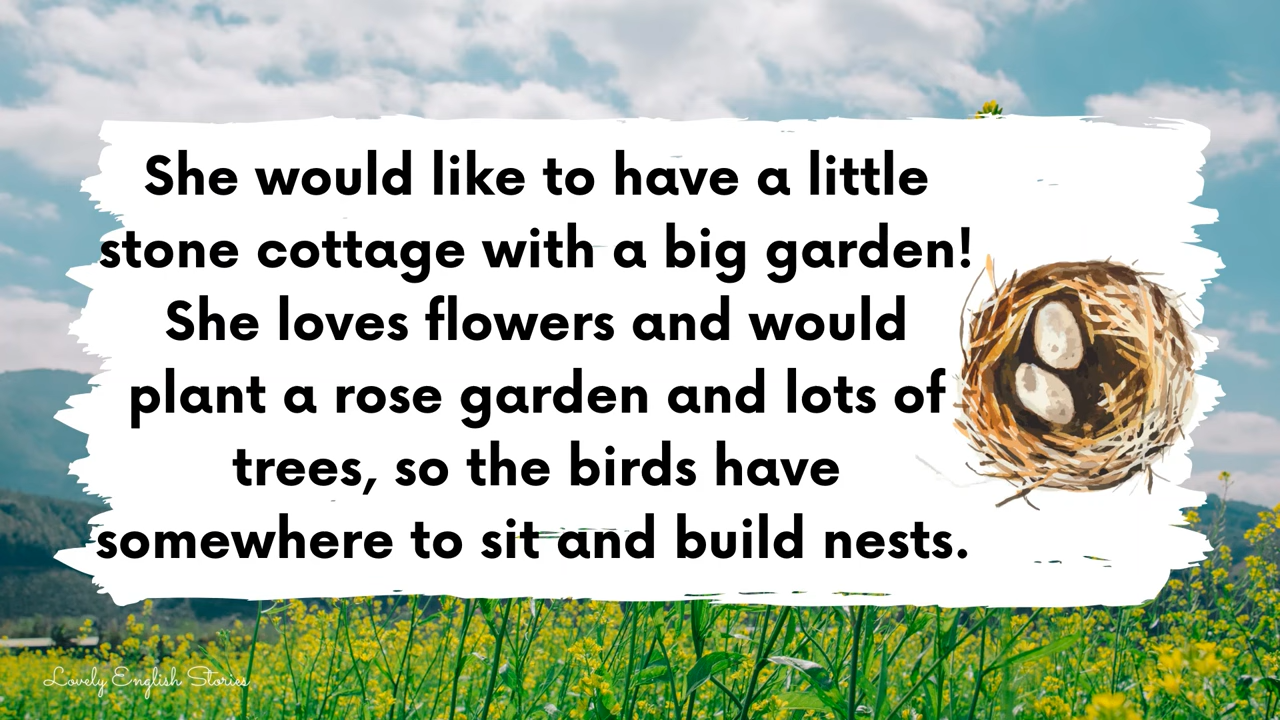 She would like to have a little
stone cottage with a big garden!
She loves flowers and would
plant a rose garden and lots of
trees, so the birds have
somewhere to sit and build nests.
Lovely English Stories